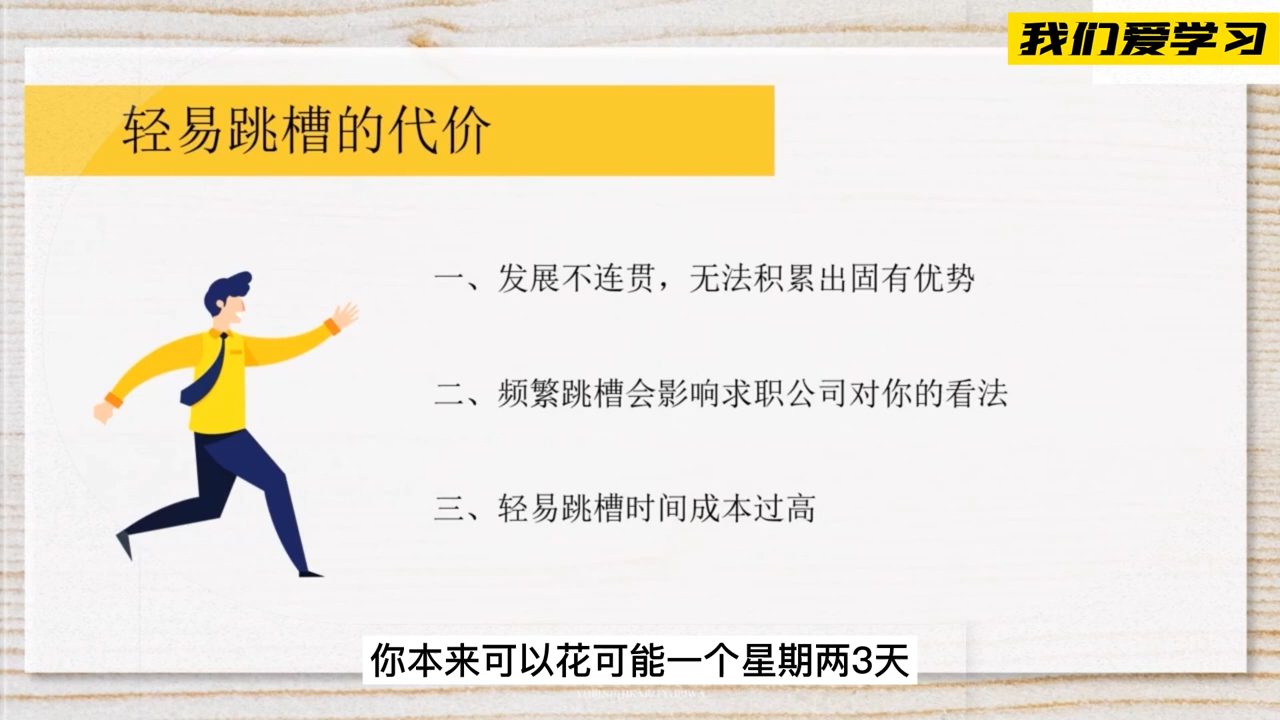 我们爱学习
轻易跳槽的代价
一、发展不连贯，无法积累出固有优势
二、频繁跳槽会影响求职公司对你的看法
三、轻易跳槽时间成本过高
你本来可以花可能一个星期两3天